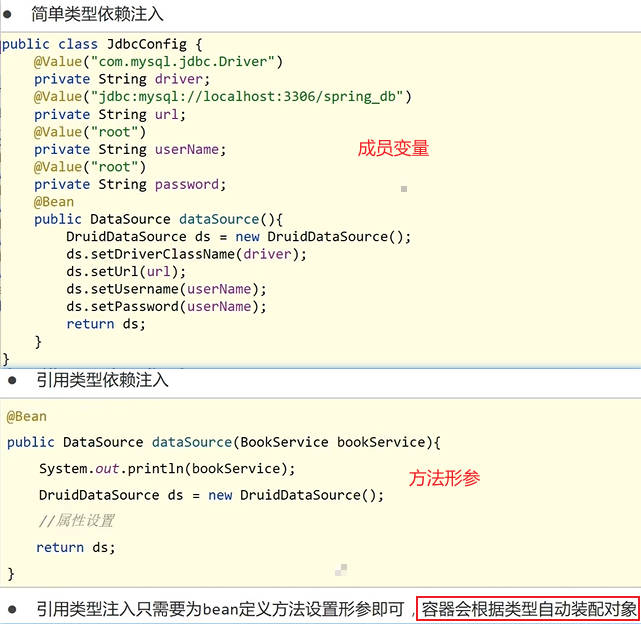 ● 简单类型依赖注入
public class JdbcConfig {
    @Value("com.mysql.jdbc.Driver")
    private String driver;
    @Value("jdbc:mysql://localhost:3306/spring_db")
    private String url;
    @Value("root")
    private String userName;
    成员变量
    @Value("root")
    private String password;
    @Bean
    public DataSource dataSource(){
        DruidDataSource ds = new DruidDataSource();
        ds.setDriverClassName(driver);
        ds.setUrl(url);
        ds.setUsername(userName);
        ds.setPassword(userName);
        return ds;
    }
}
● 引用类型依赖注入
@Bean
public DataSource dataSource(BookService bookService){
    System.out.println(bookService);
    方法形参
    DruidDataSource ds = new DruidDataSource();
    //属性设置
    return ds;
}
● 引用类型注入只需要为bean定义方法设置形参即可，容器会根据类型自动装配对象